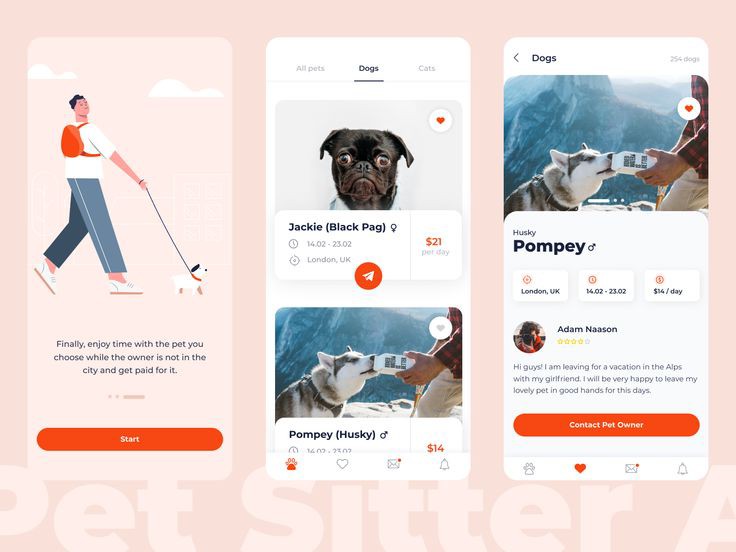 Finally, enjoy time with the pet you
choose while the owner is not in the
city and get paid for it.
Start
All pets
Dogs
Cats
Jackie (Black Pag) ♀
14.02 - 23.02
London, UK
$21
per day
Pompey (Husky) ♂
14.02 - 23.02
$14
Dogs
254 dogs
Husky
Pompey ♂
London, UK
14.02 - 23.02
$14 / day
Adam Naason
Hi guys! I am leaving for a vacation in the Alps
with my girlfriend. I will be very happy to leave my
lovely pet in good hands for this days.
Contact Pet Owner
Pet Sitter A